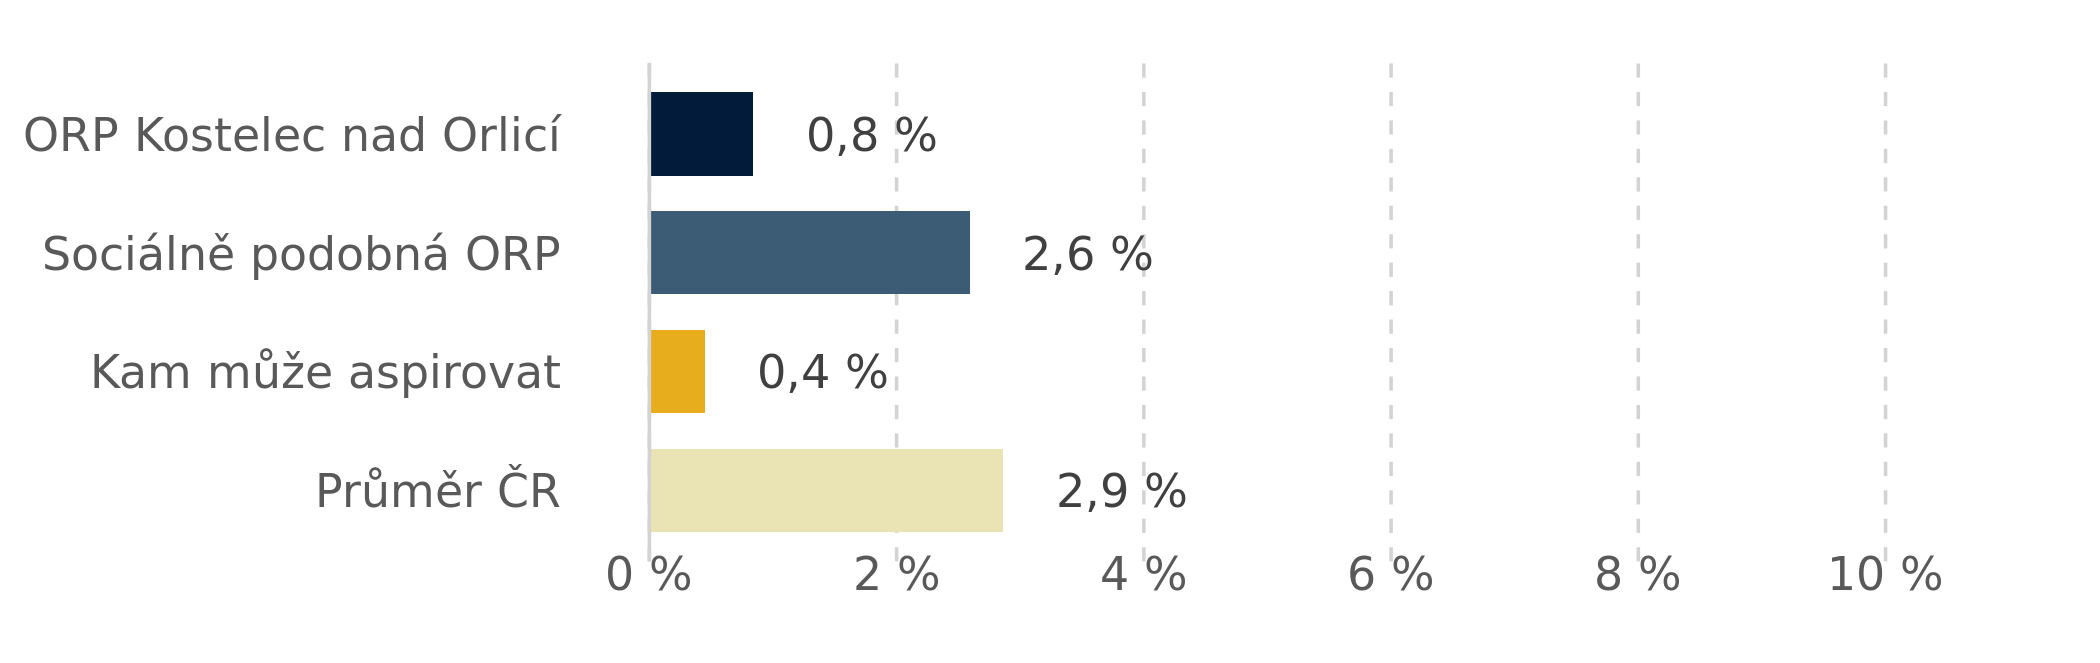 ORP Kostelec nad Orlicí 0,8 %
Sociálně podobná ORP 2,6 %
Kam může aspirovat 0,4 %
Průměr ČR 2,9 %
0 % 2 % 4 % 6 % 8 % 10 %